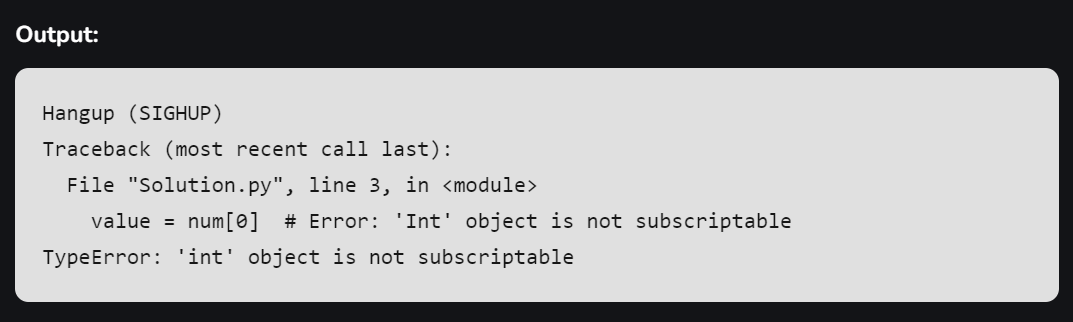 Output:
Hangup (SIGHUP)
Traceback (most recent call last):
  File "Solution.py", line 3, in <module>
    value = num[0]  # Error: 'Int' object is not subscriptable
TypeError: 'int' object is not subscriptable